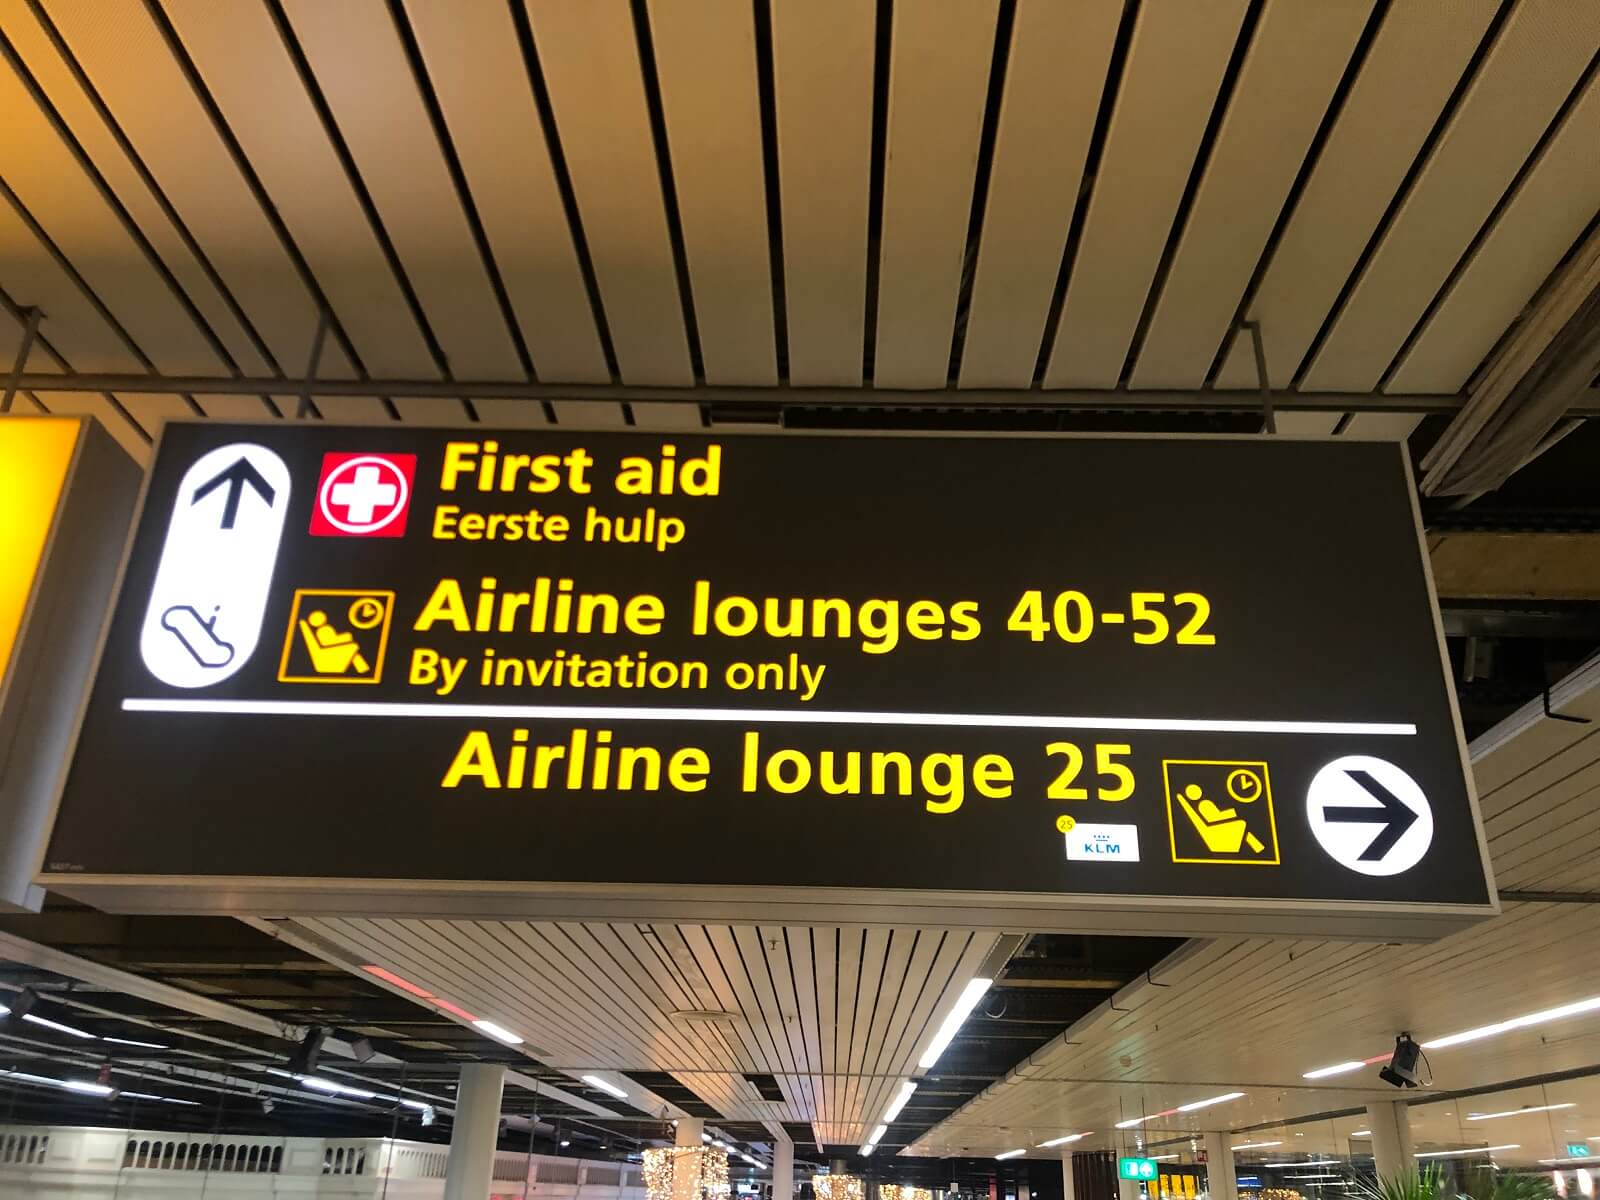 First aid
Eerste hulp
Airline lounges 40-52
By invitation only
Airline lounge 25
25
KLM